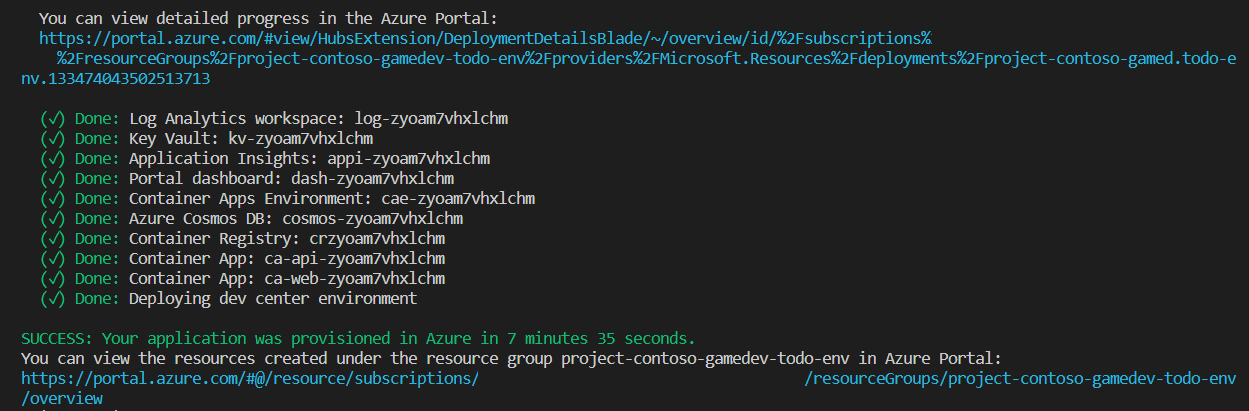 You can view detailed progress in the Azure Portal:
https://portal.azure.com/#view/HubsExtension/DeploymentDetailsBlade/~/overview/id/%2Fsubscriptions%
%2FresourceGroups%2Fproject-contoso-gamedev-todo-env%2Fproviders%2FMicrosoft.Resources%2Fdeployments%2Fproject-contoso-gamed.todo-e
nv.133474043502513713
(✓) Done: Log Analytics workspace: log-zyoam7vhxlchm
(✓) Done: Key Vault: kv-zyoam7vhxlchm
(✓) Done: Application Insights: appi-zyoam7vhxlchm
(✓) Done: Portal dashboard: dash-zyoam7vhxlchm
(✓) Done: Container Apps Environment: cae-zyoam7vhxlchm
(✓) Done: Azure Cosmos DB: cosmos-zyoam7vhxlchm
(✓) Done: Container Registry: crzyoam7vhxlchm
(✓) Done: Container App: ca-api-zyoam7vhxlchm
(✓) Done: Container App: ca-web-zyoam7vhxlchm
(✓) Done: Deploying dev center environment
SUCCESS: Your application was provisioned in Azure in 7 minutes 35 seconds.
You can view the resources created under the resource group project-contoso-gamedev-todo-env in Azure Portal:
https://portal.azure.com/#@/resource/subscriptions/ /resourceGroups/project-contoso-gamedev-todo-env
/overview